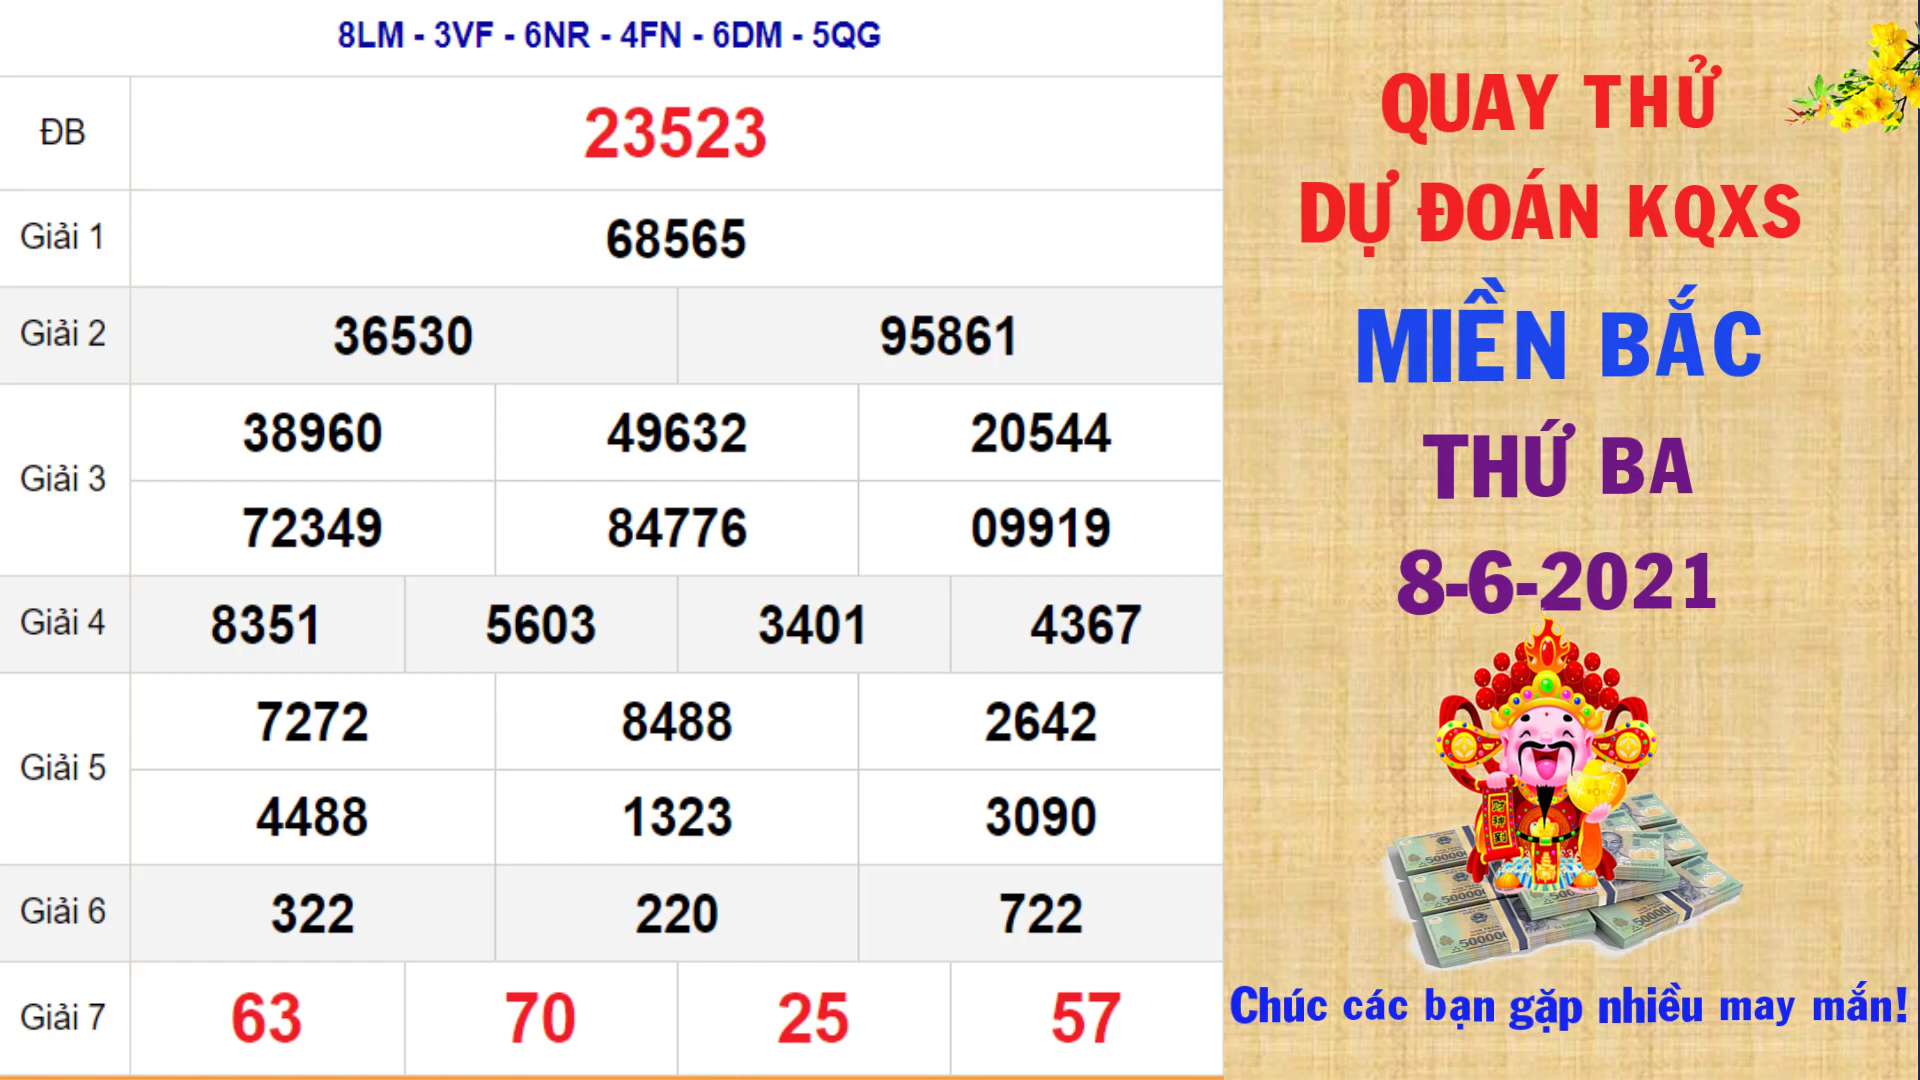 8LM - 3VF - 6NR - 4FN - 6DM - 5QG
ĐB 23523
Giải 1 68565
Giải 2 36530 95861
Giải 3 38960 49632 20544
72349 84776 09919
Giải 4 8351 5603 3401 4367
Giải 5 7272 8488 2642
4488 1323 3090
Giải 6 322 220 722
Giải 7 63 70 25 57
QUAY THỬ
DỰ ĐOÁN KQXS
MIỀN BẮC
THỨ BA
8-6-2021
Chúc các bạn gặp nhiều may mắn!